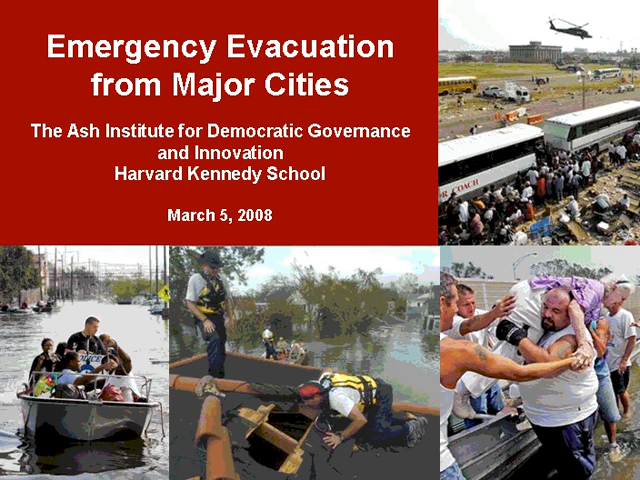 Emergency Evacuation
from Major Cities
The Ash Institute for Democratic Governance
and Innovation
Harvard Kennedy School
March 5, 2008
COACH